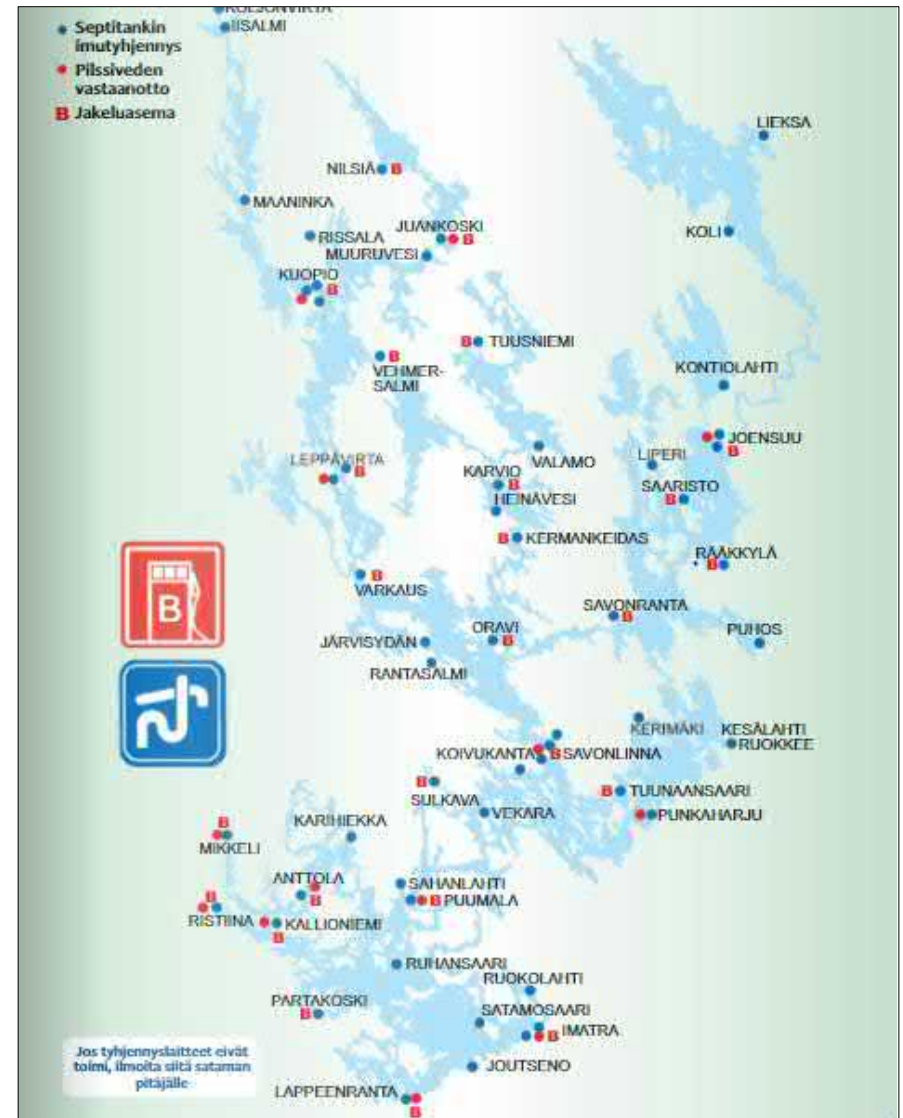 KOLJONVIRTA
IISALMI
Septitankin
imutyhjennys
Pilssiveden
vastaanotto
B Jakeluasema
LIEKSA
NILSIÄ B
MAANINKA
JUANKOSKI
B
RISSALA
MUURUVESI
KOLI
KUOPIO
B
B TUUSNIEMI
B
VEHMER-
SALMI
KONTIOLAHTI
JOENSUU
B
LEPPÄVIRTA
B
VALAMO
LIPERI
KARVIO
B
SAARISTO
B
HEINÄVESI
B KERMANKEIDAS
RÄÄKKYLÄ
B
B
B
VARKAUS
SAVONRANTA
B
ORAVI
B
PUHOS
JÄRVISYDÄN
RANTASALMI
KERIMÄKI
KESÄLAHTI
RUOKKEE
KOIVUKANTA
B SAVONLINNA
B
SULKAVA
B TUUNAANSAARI
VEKARA
PUNKAHARJU
KARIHIEKKA
B
MIKKELI
ANTTOLA
B
SAHANLAHTI
B PUUMALA
B
RISTIINA
KALLIONIEMI
B
RUHANSAARI
RUOKOLAHTI
PARTAKOSKI
B
SATAMOSAARI
B IMATRA
Jos tyhjennyslaitteet eivät
toimi, ilmoita siitä sataman
pitäjälle
JOUTSENO
LAPPEENRANTA
B